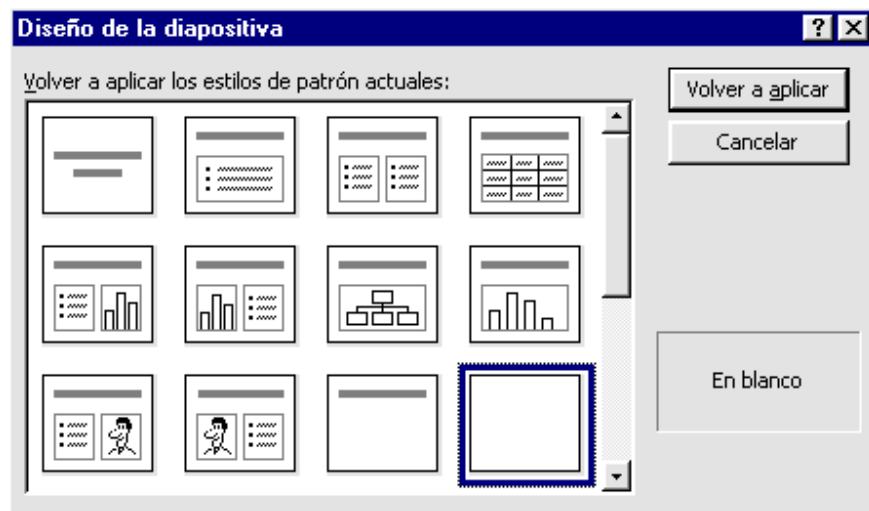 Diseño de la diapositiva
Volver a aplicar los estilos de patrón actuales:
Volver a aplicar
Cancelar
En blanco